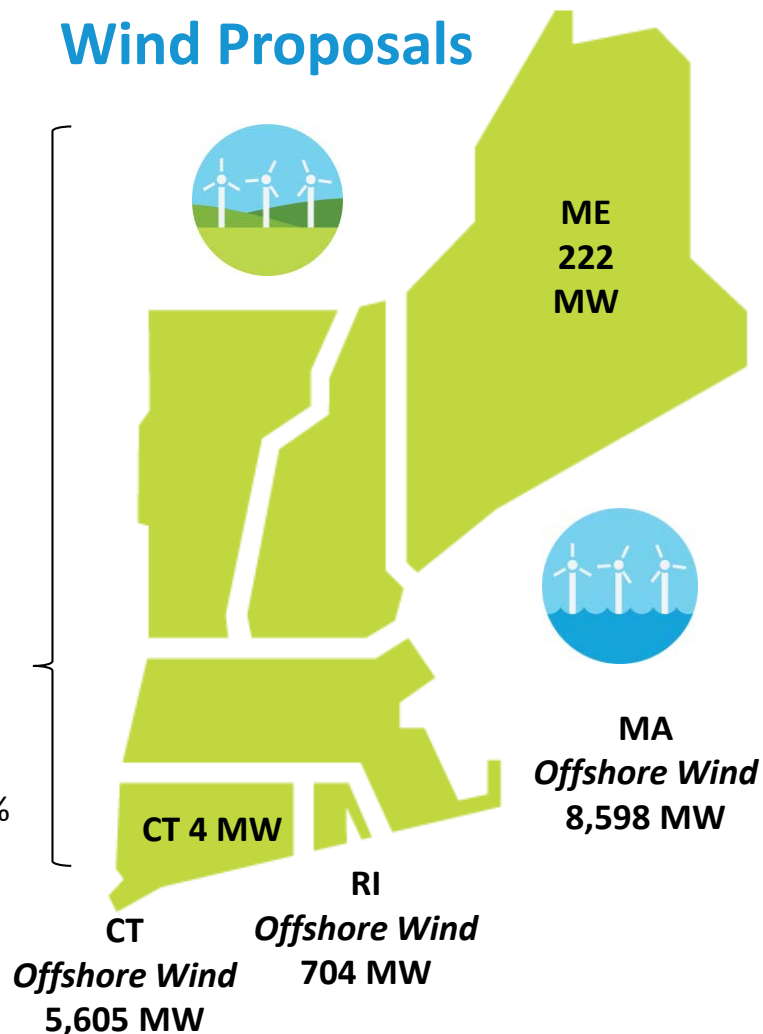 Wind Proposals
ME
222
MW
MA
Offshore Wind
8,598 MW
%
CT 4 MW
RI
Offshore Wind
704 MW
CT
Offshore Wind
5,605 MW